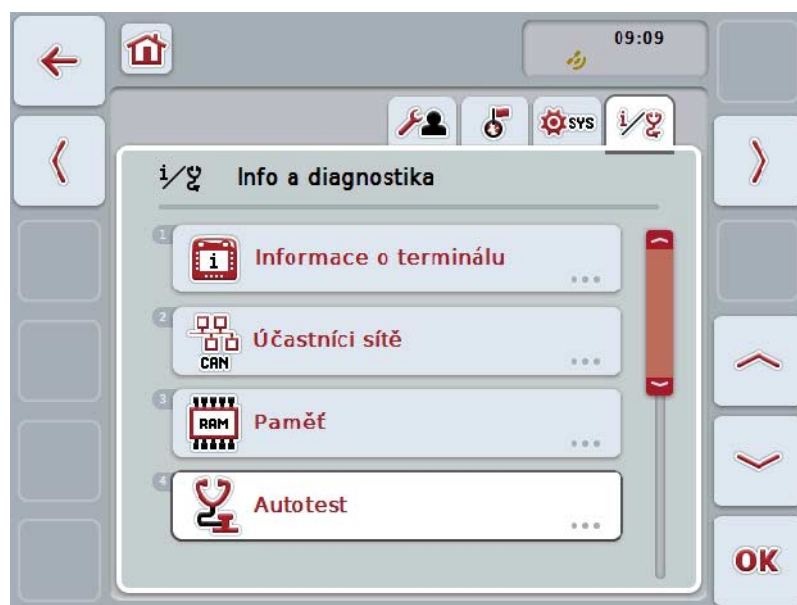 09:09
SYS
i
i Info a diagnostika
1
i
Informace o terminálu
2
CAN
Účastníci sítě
3
RAM
Paměť
4
Autotest
OK